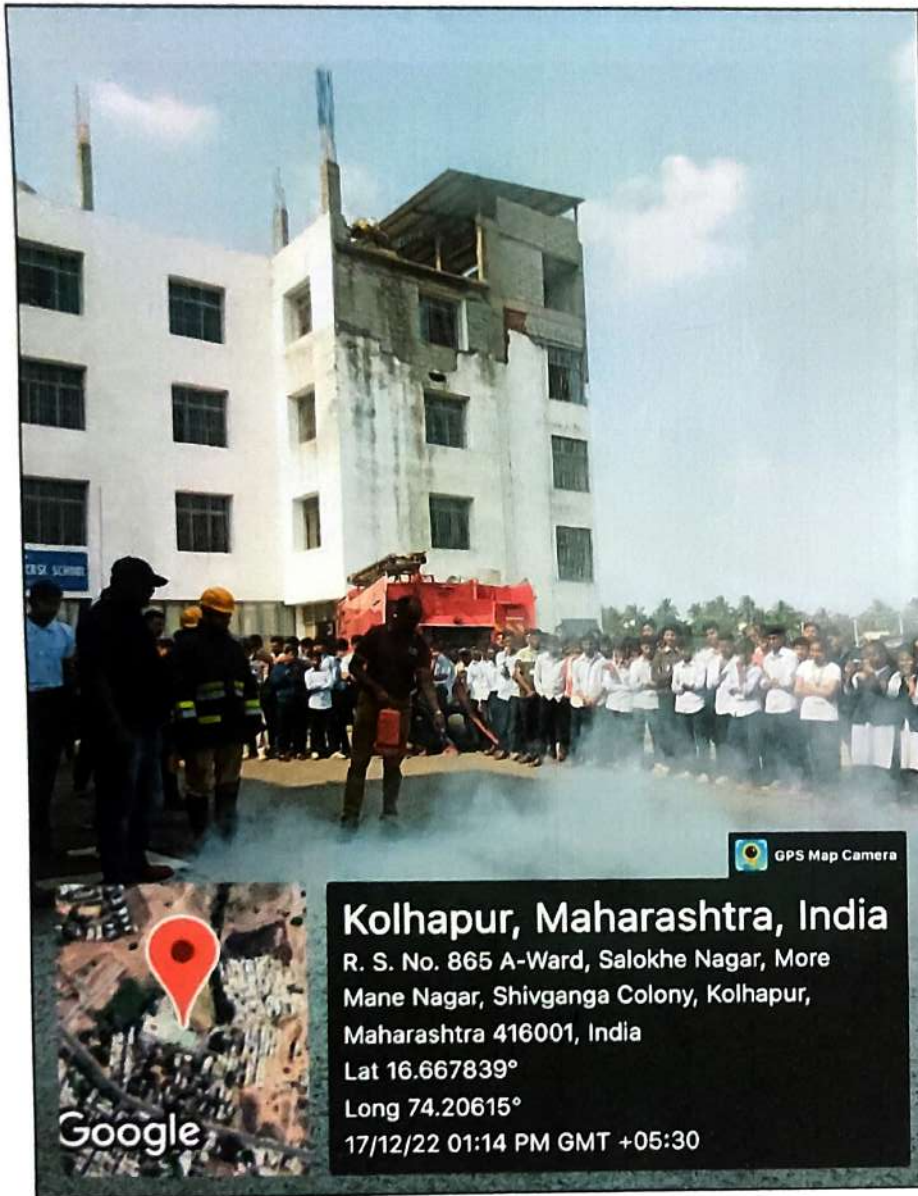 SCHOOL
GPS Map Camera
Kolhapur, Maharashtra, India
R. S. No. 865 A-Ward, Salokhe Nagar, More
Mane Nagar, Shivganga Colony, Kolhapur,
Maharashtra 416001, India
Lat 16.667839°
Long 74.20615°
17/12/22 01:14 PM GMT +05:30
Google